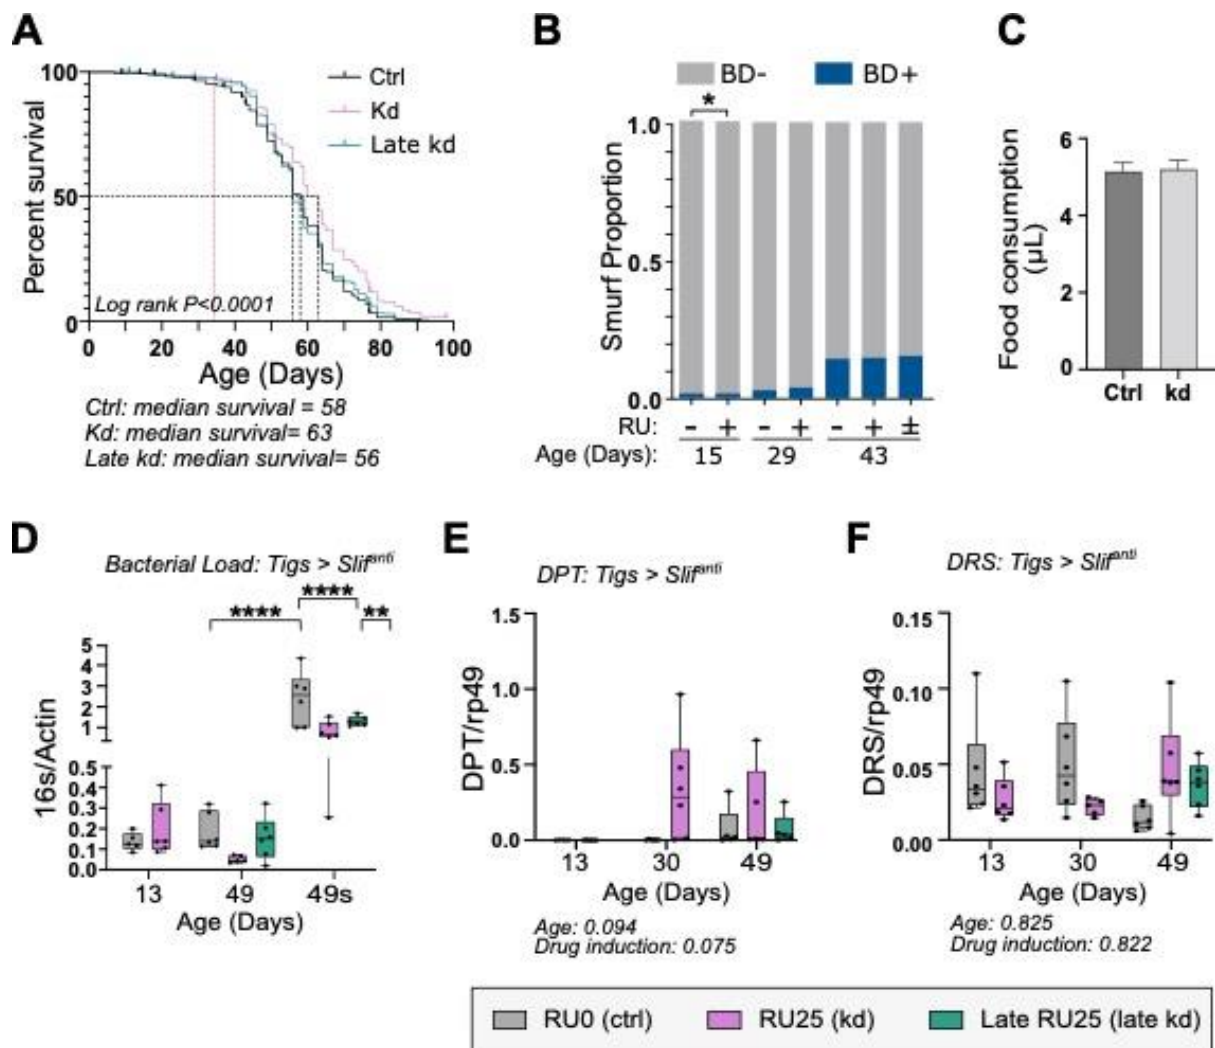 A
100
50
0
Percent survival
Ctrl
Kd
Late kd
Log rank P<0.0001
0 20 40 60 80 100
Age (Days)
Ctrl: median survival = 58
Kd: median survival= 63
Late kd: median survival= 56
B
BD- BD+
*
1.0
0.5
0.0
Smurf Proportion
RU: - + - + - + ±
Age (Days): 15 29 43
C
6
4
2
0
Food consumption
(µL)
Ctrl kd
D
Bacterial Load: Tigs > Slifanti
****
****
**
5
4
3
2
1
0.5
0.4
0.3
0.2
0.1
0.0
16s/Actin
13 49 49s
Age (Days)
E
DPT: Tigs > Slifanti
1.5
1.0
0.5
0.0
DPT/rp49
13 30 49
Age (Days)
Age: 0.094
Drug induction: 0.075
F
DRS: Tigs > Slifanti
0.15
0.10
0.05
0.00
DRS/rp49
13 30 49
Age (Days)
Age: 0.825
Drug induction: 0.822
RU0 (ctrl) RU25 (kd) Late RU25 (late kd)